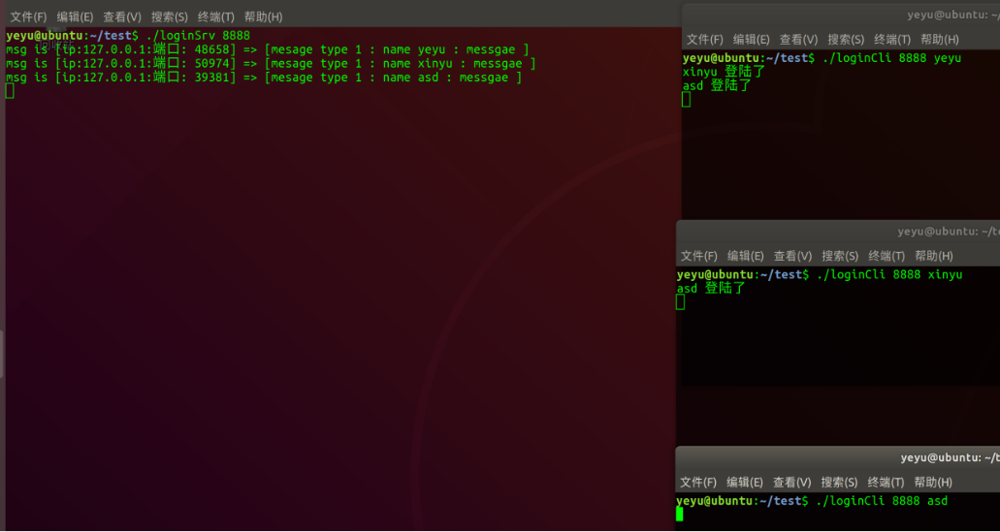 文件(F) 编辑(E) 查看(V) 搜索(S) 终端(T) 帮助(H)
yeyu@ubuntu:~/test$ ./loginSrv 8888
msg is [ip:127.0.0.1:端口: 48658] => [mesage type 1 : name yeyu : messgae ]
msg is [ip:127.0.0.1:端口: 50974] => [mesage type 1 : name xinyu : messgae ]
msg is [ip:127.0.0.1:端口: 39381] => [mesage type 1 : name asd : messgae ]
yeyu@ubuntu: ~/
文件(F) 编辑(E) 查看(V) 搜索(S) 终端(T) 帮助(H)
yeyu@ubuntu:~/test$ ./loginCli 8888 yeyu
xinyu 登陆了
asd 登陆了
yeyu@ubuntu: ~/te
文件(F) 编辑(E) 查看(V) 搜索(S) 终端(T) 帮助(H)
yeyu@ubuntu:~/test$ ./loginCli 8888 xinyu
asd 登陆了
yeyu@ubuntu: ~/t
文件(F) 编辑(E) 查看(V) 搜索(S) 终端(T) 帮助(H)
yeyu@ubuntu:~/test$ ./loginCli 8888 asd